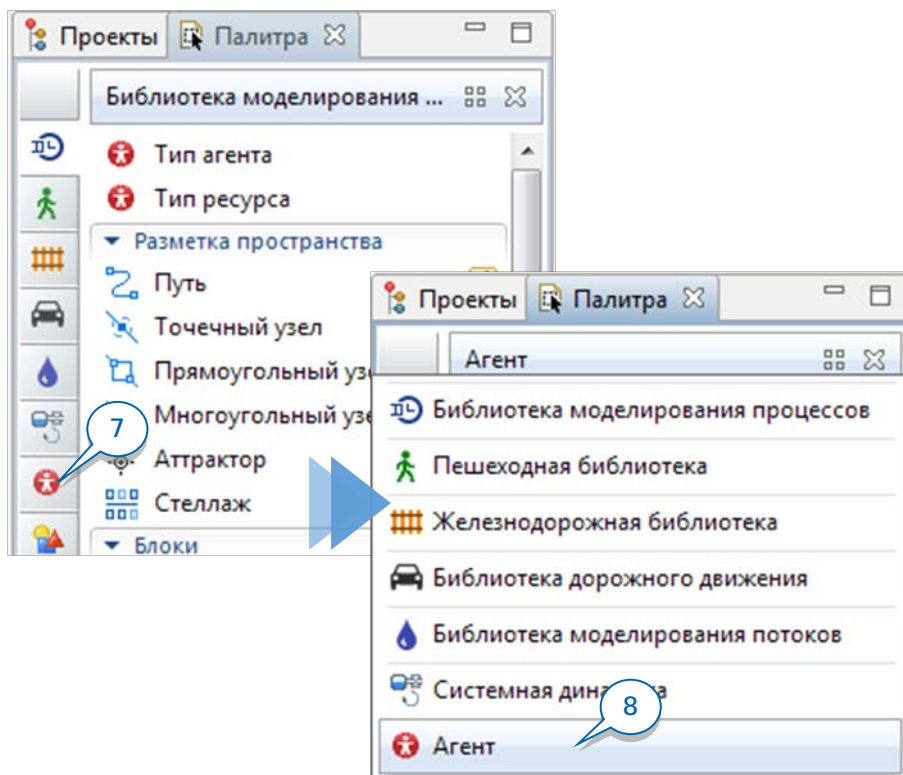 Проекты Палитра
Библиотека моделирования ...
Тип агента
Тип ресурса
Разметка пространства
Путь
Точечный узел
Прямоугольный
Многоугольный
Аттрактор
Стеллаж
Блоки
7
Проекты Палитра
Агент
Библиотека моделирования процессов
Пешеходная библиотека
Железнодорожная библиотека
Библиотека дорожного движения
Библиотека моделирования потоков
Системная
8
Агент